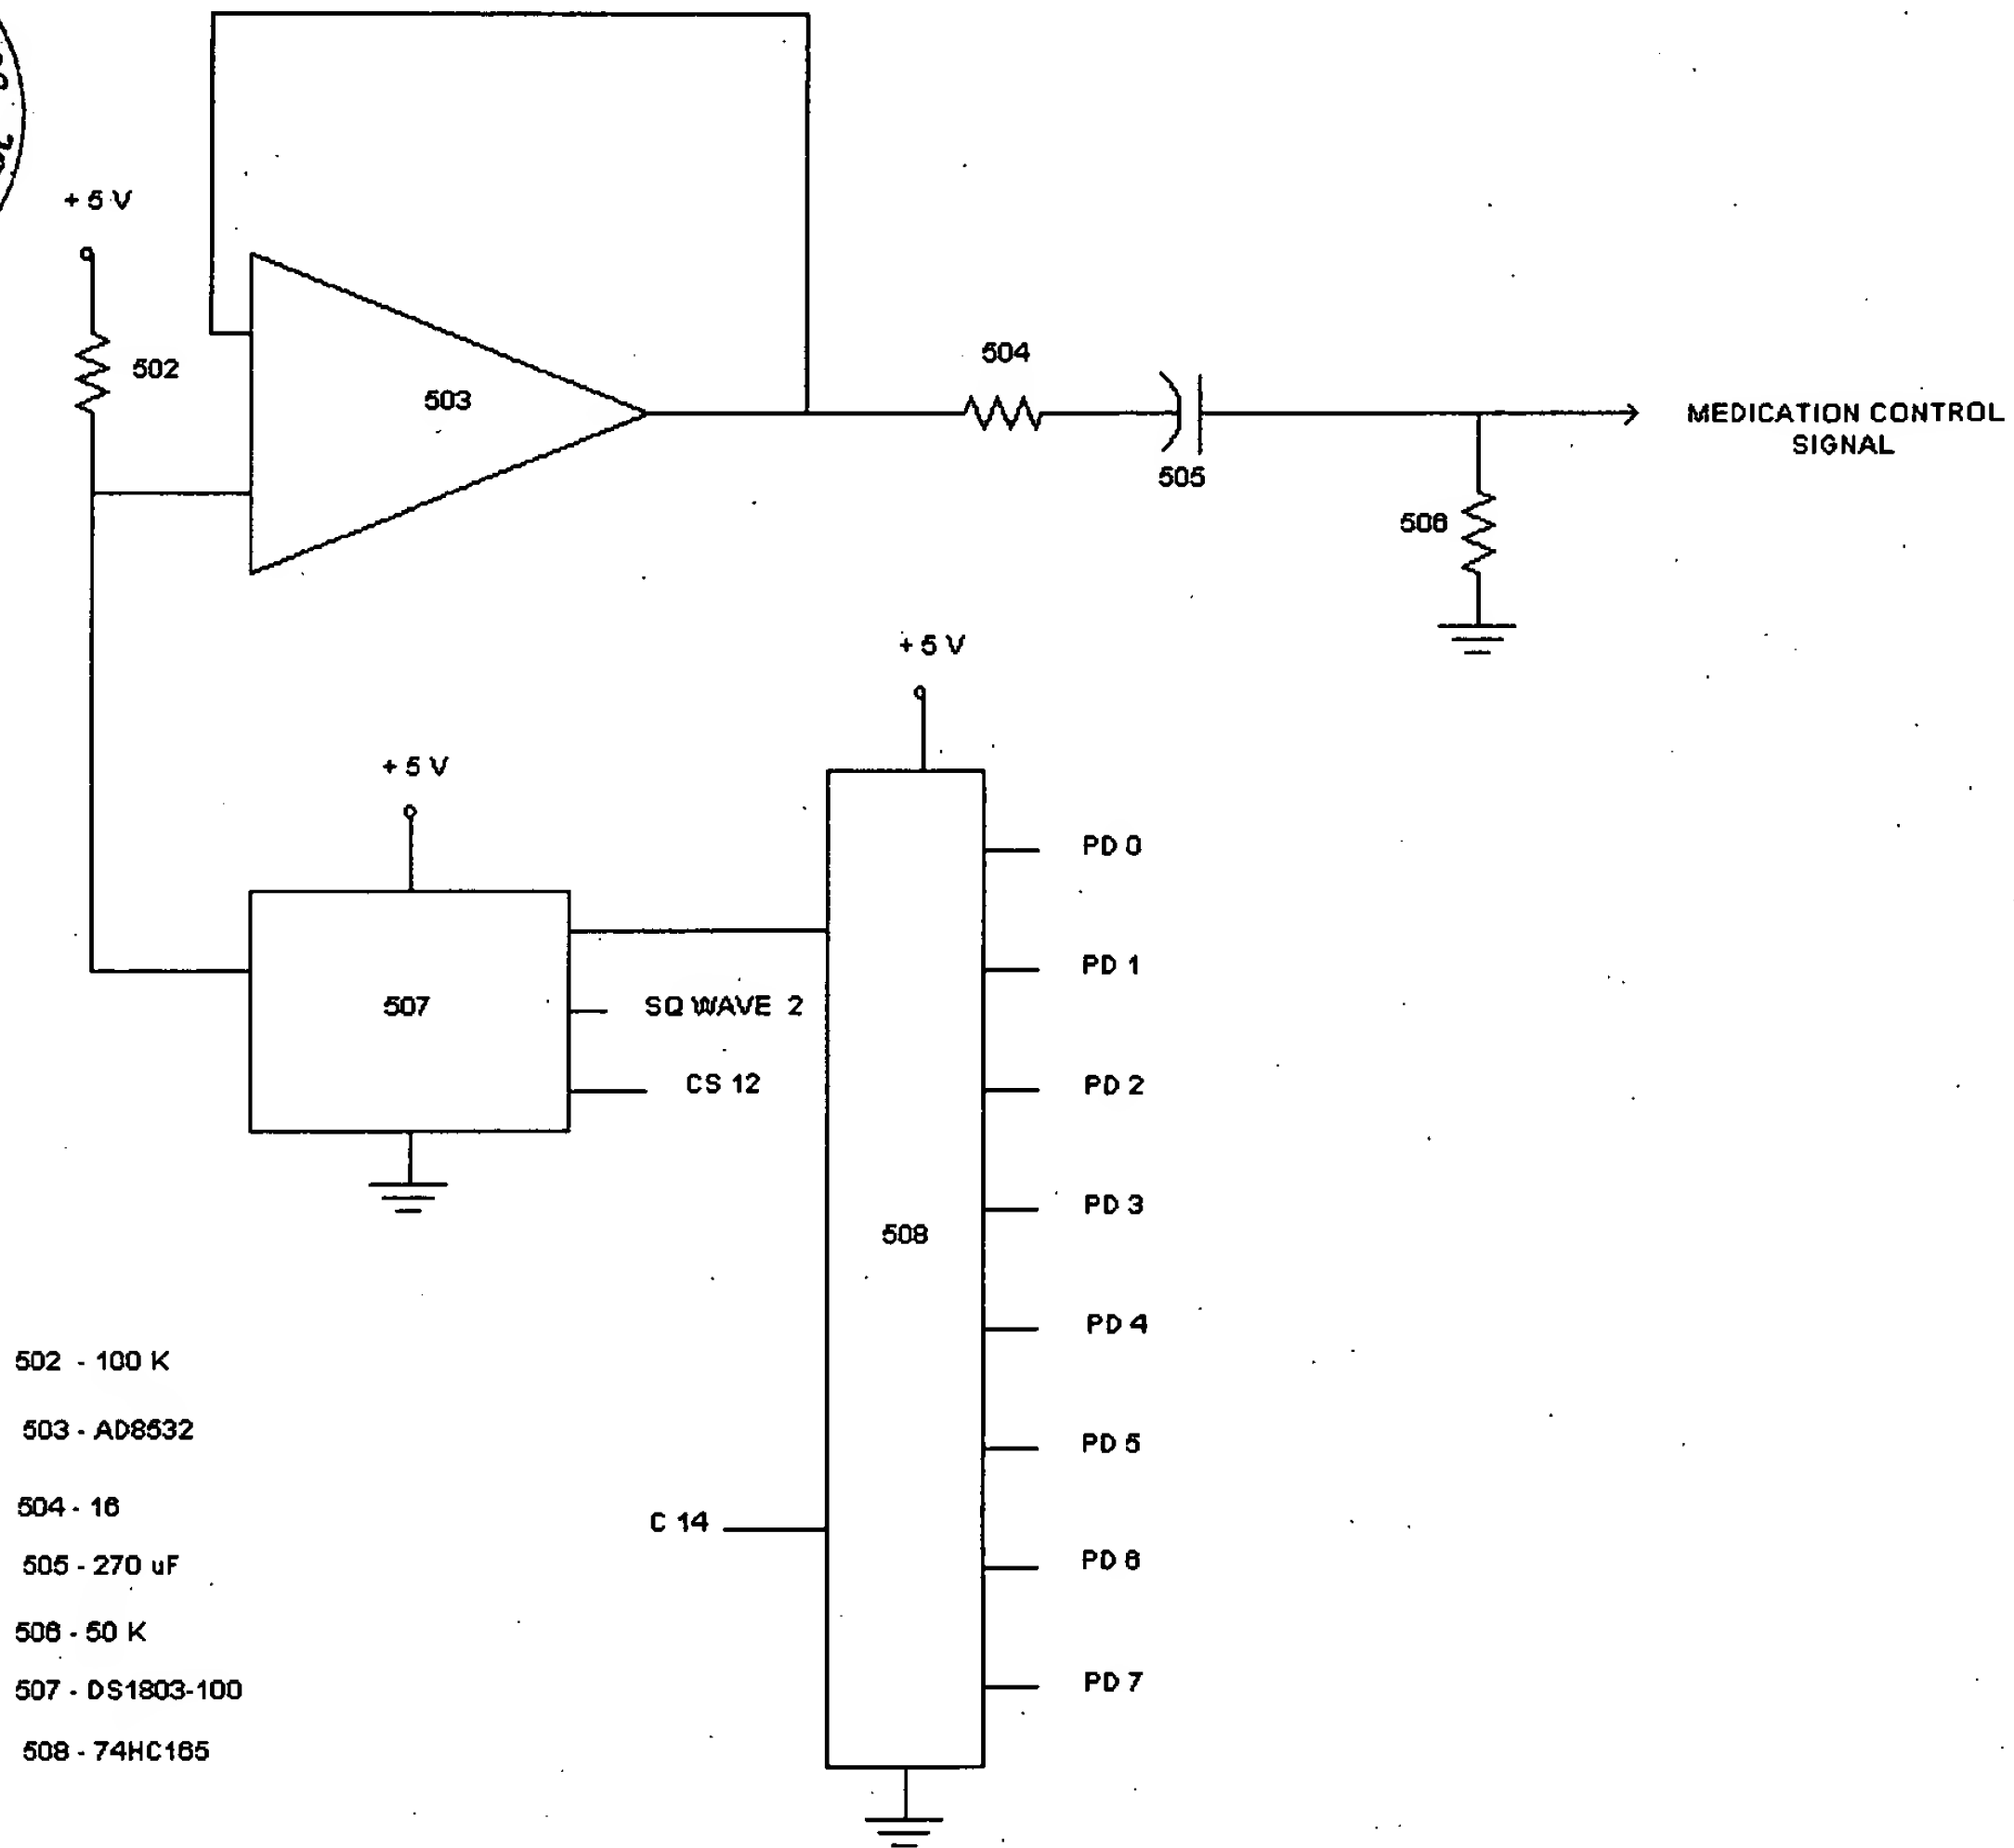 + 5 V
502
503
504
505
506
MEDICATION CONTROL
SIGNAL
+ 5 V
+ 5 V
PD 0
PD 1
507
SQ WAVE 2
CS 12
PD 2
PD 3
508
PD 4
PD 5
C 14
PD 6
PD 7
502 - 100 K
503 - AD8532
504 - 16
505 - 270 uF
506 - 50 K
507 - DS1803-100
508 - 74HC165